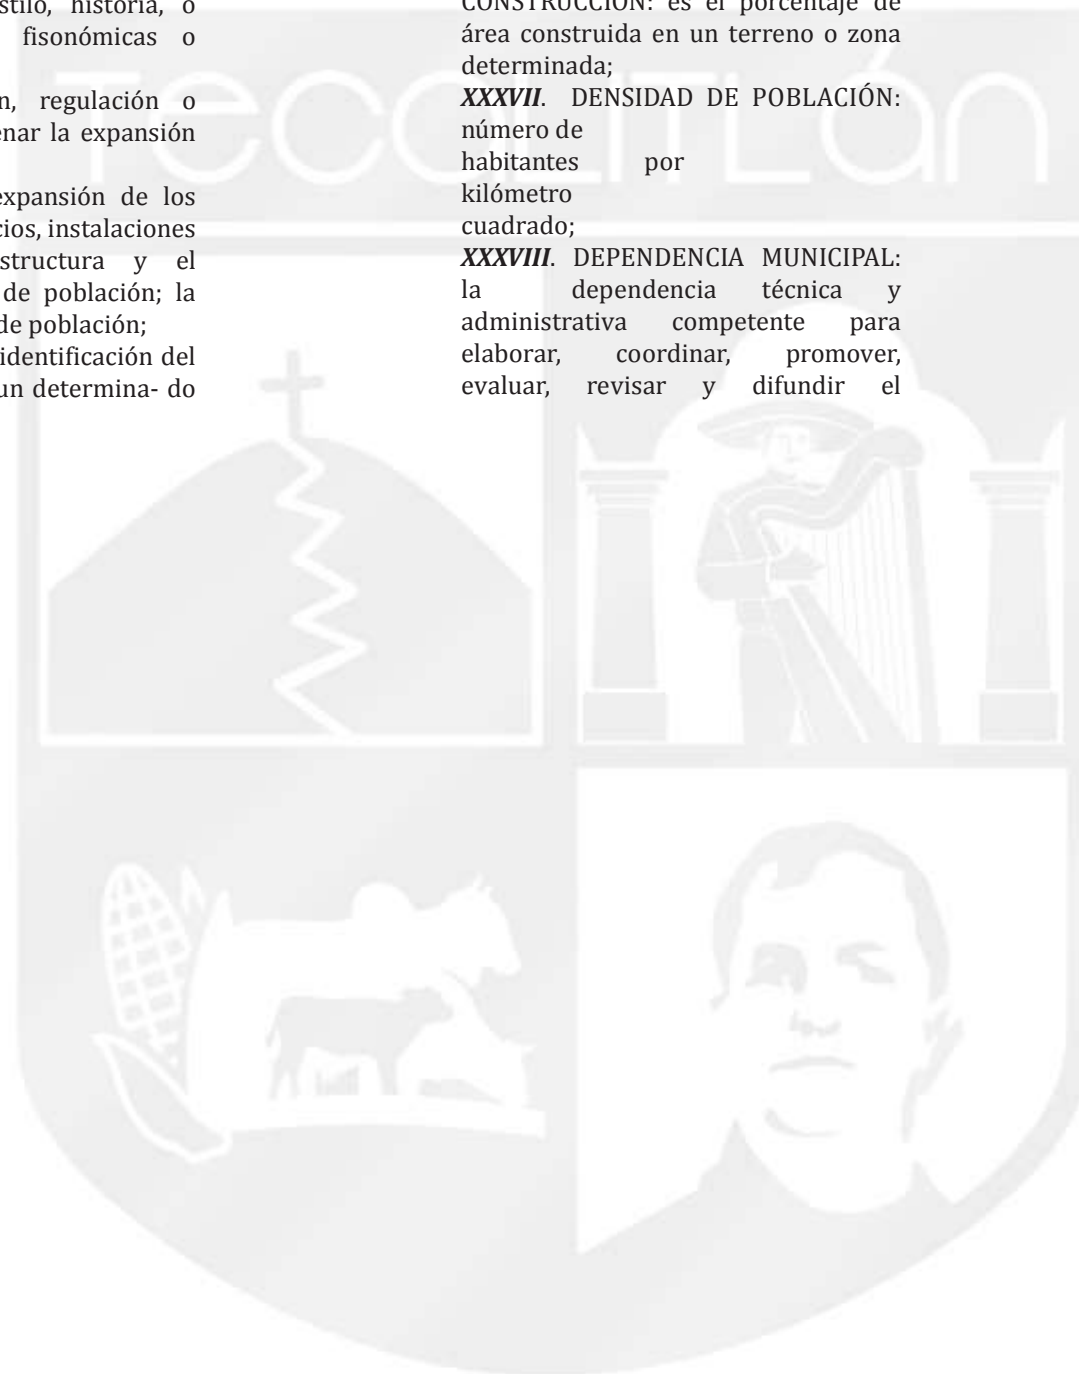 Tecalitlán
stilo, historia, o
fisonómicas o
n, regulación o
enar la expansión
expansión de los
cios, instalaciones
structura y el
de población; la
de población;
identificación del
un determina- do
CONSTRUCCIÓN: es el porcentaje de
área construida en un terreno o zona
determinada;
XXXVII. DENSIDAD DE POBLACIÓN:
número de
habitantes por
kilómetro
cuadrado;
XXXVIII. DEPENDENCIA MUNICIPAL:
la dependencia técnica y
administrativa competente para
elaborar, coordinar, promover,
evaluar, revisar y difundir el